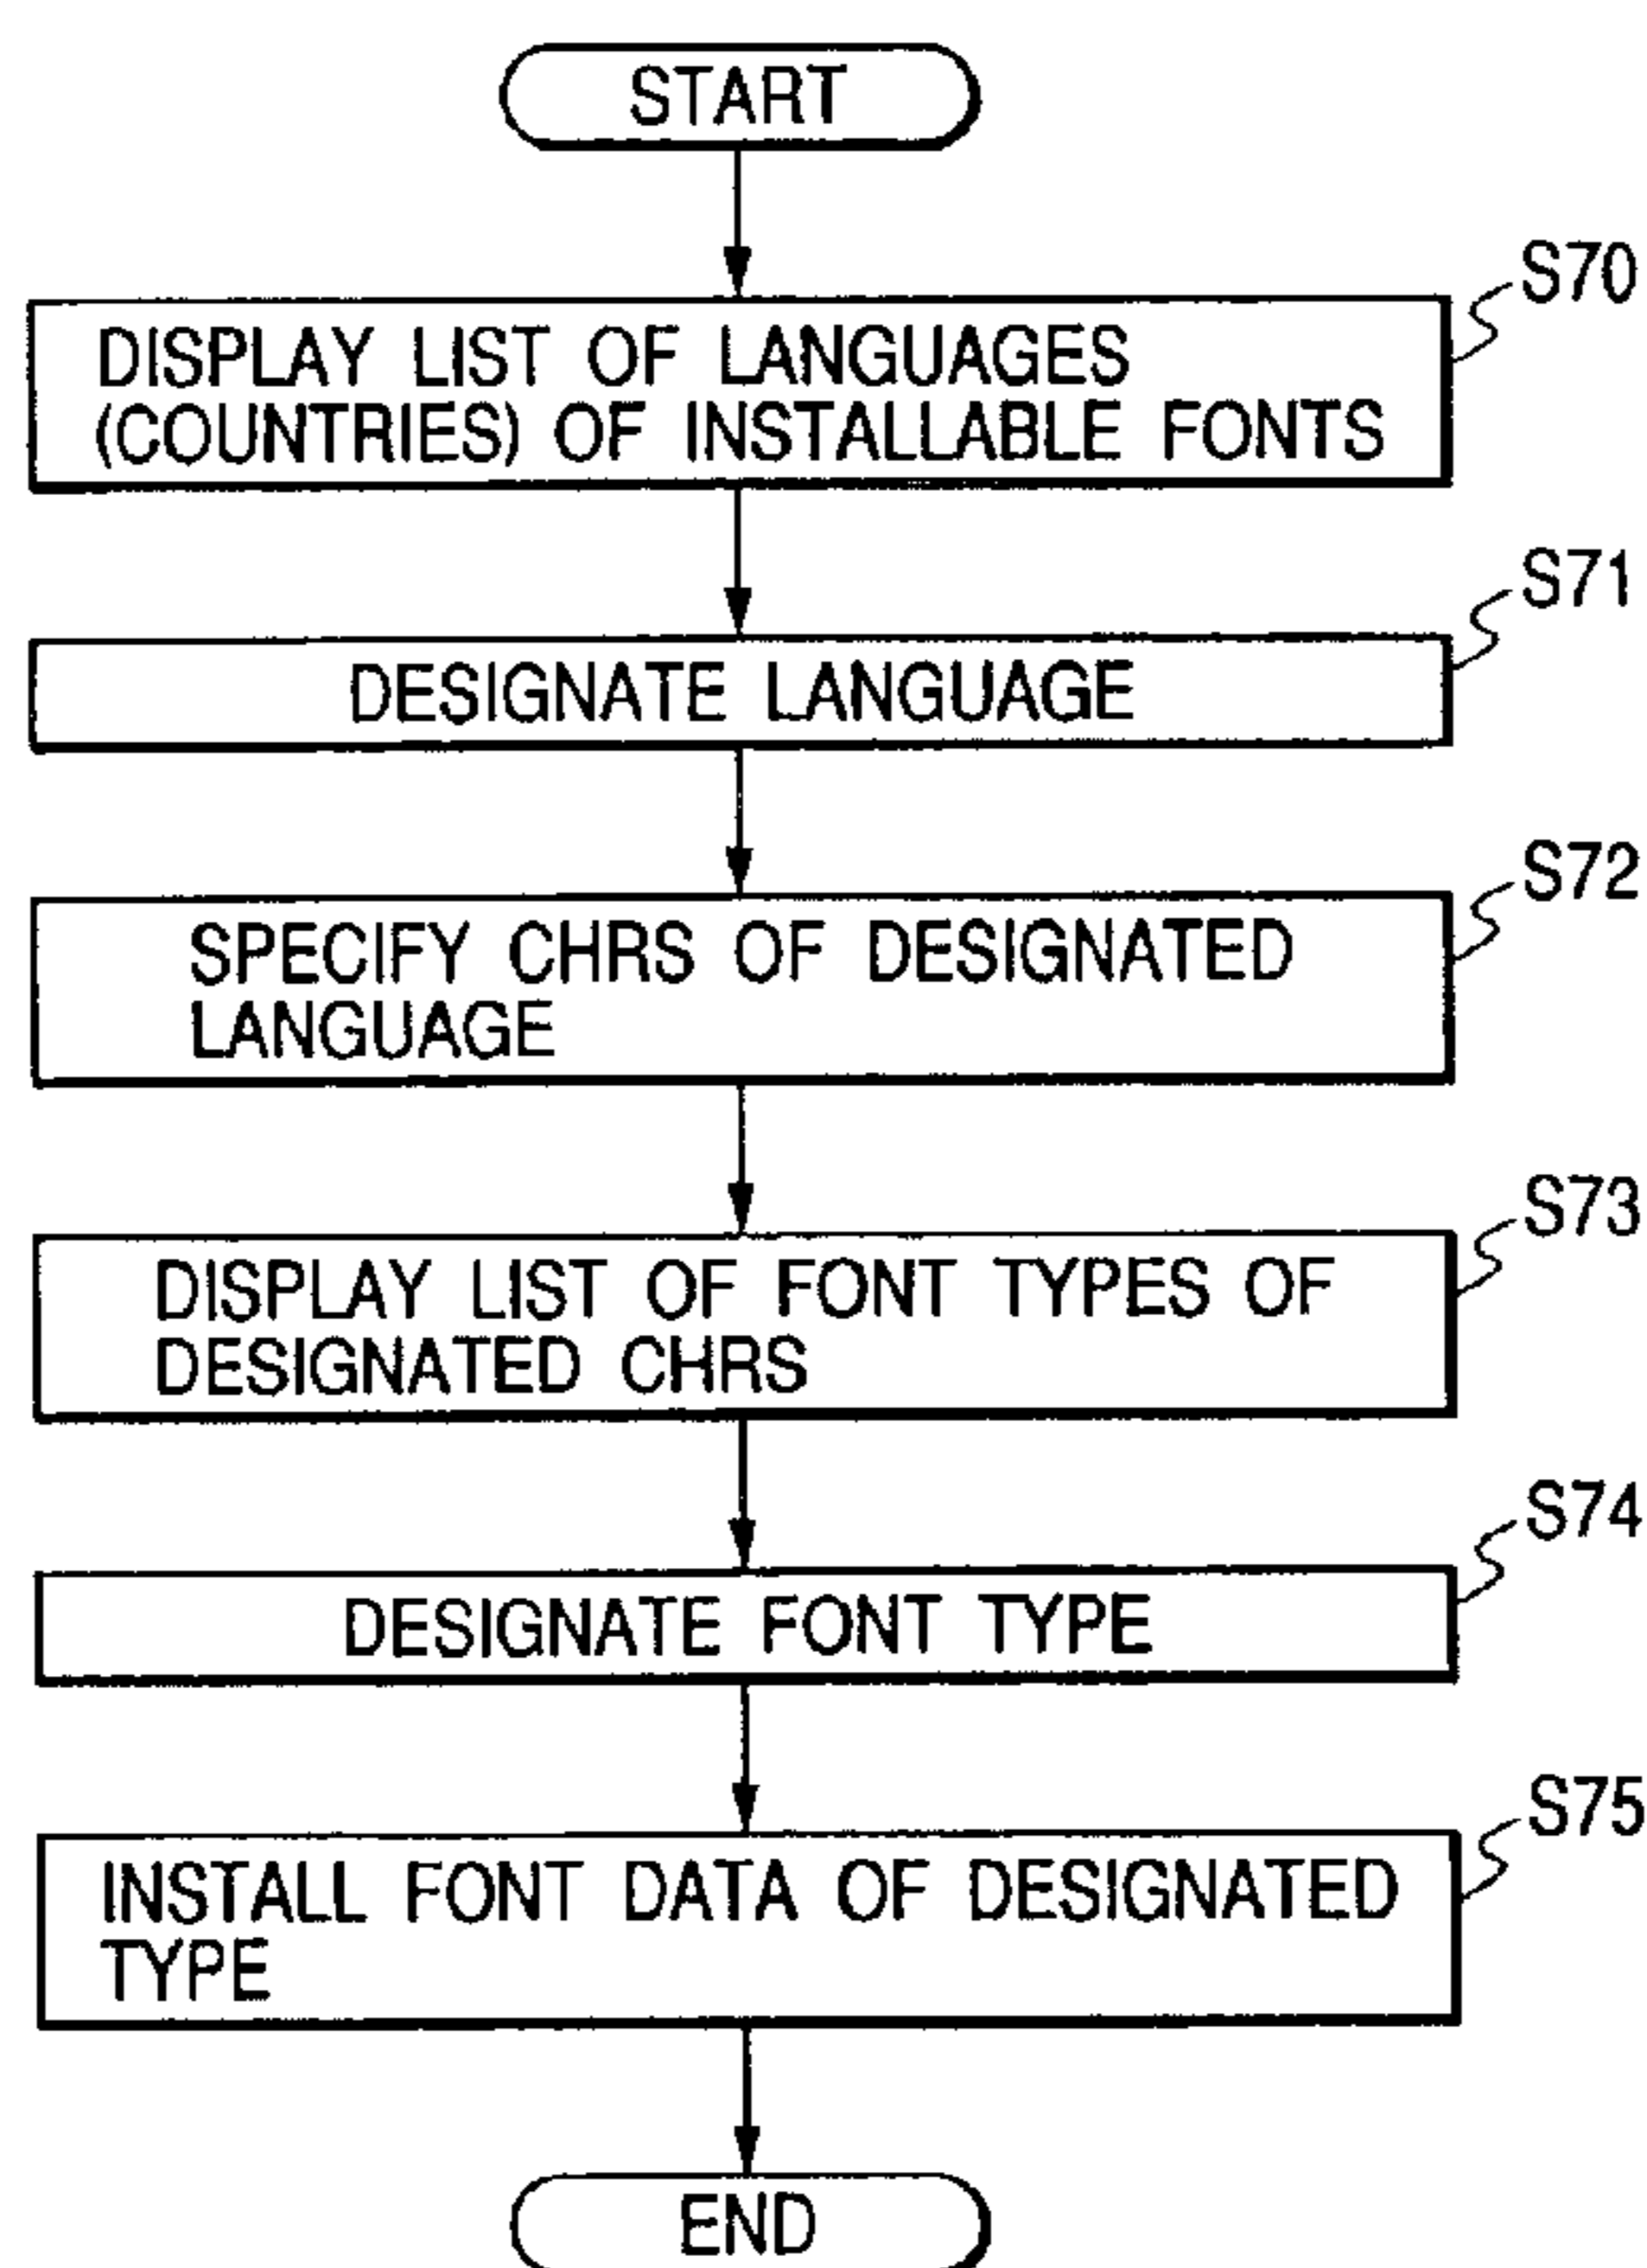 START
S70
DISPLAY LIST OF LANGUAGES
(COUNTRIES) OF INSTALLABLE FONTS
S71
DESIGNATE LANGUAGE
S72
SPECIFY CHRS OF DESIGNATED
LANGUAGE
S73
DISPLAY LIST OF FONT TYPES OF
DESIGNATED CHRS
S74
DESIGNATE FONT TYPE
S75
INSTALL FONT DATA OF DESIGNATED
TYPE
END